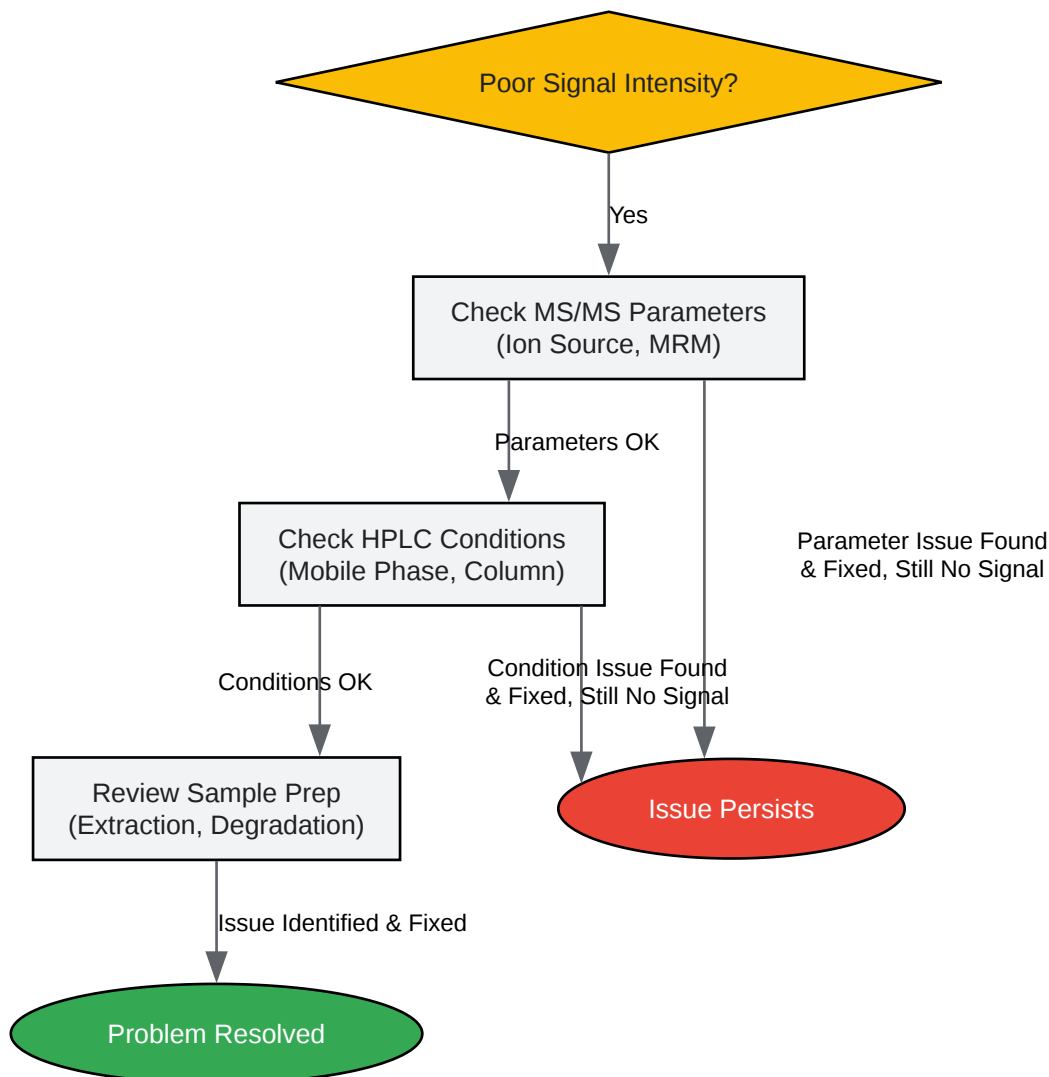 Poor Signal Intensity?
Yes
Check MS/MS Parameters
(Ion Source, MRM)
Parameters OK
Check HPLC Conditions
(Mobile Phase, Column)
Parameter Issue Found
& Fixed, Still No Signal
Conditions OK
Condition Issue Found
& Fixed, Still No Signal
Review Sample Prep
(Extraction, Degradation)
Issue Persists
Issue Identified & Fixed
Problem Resolved